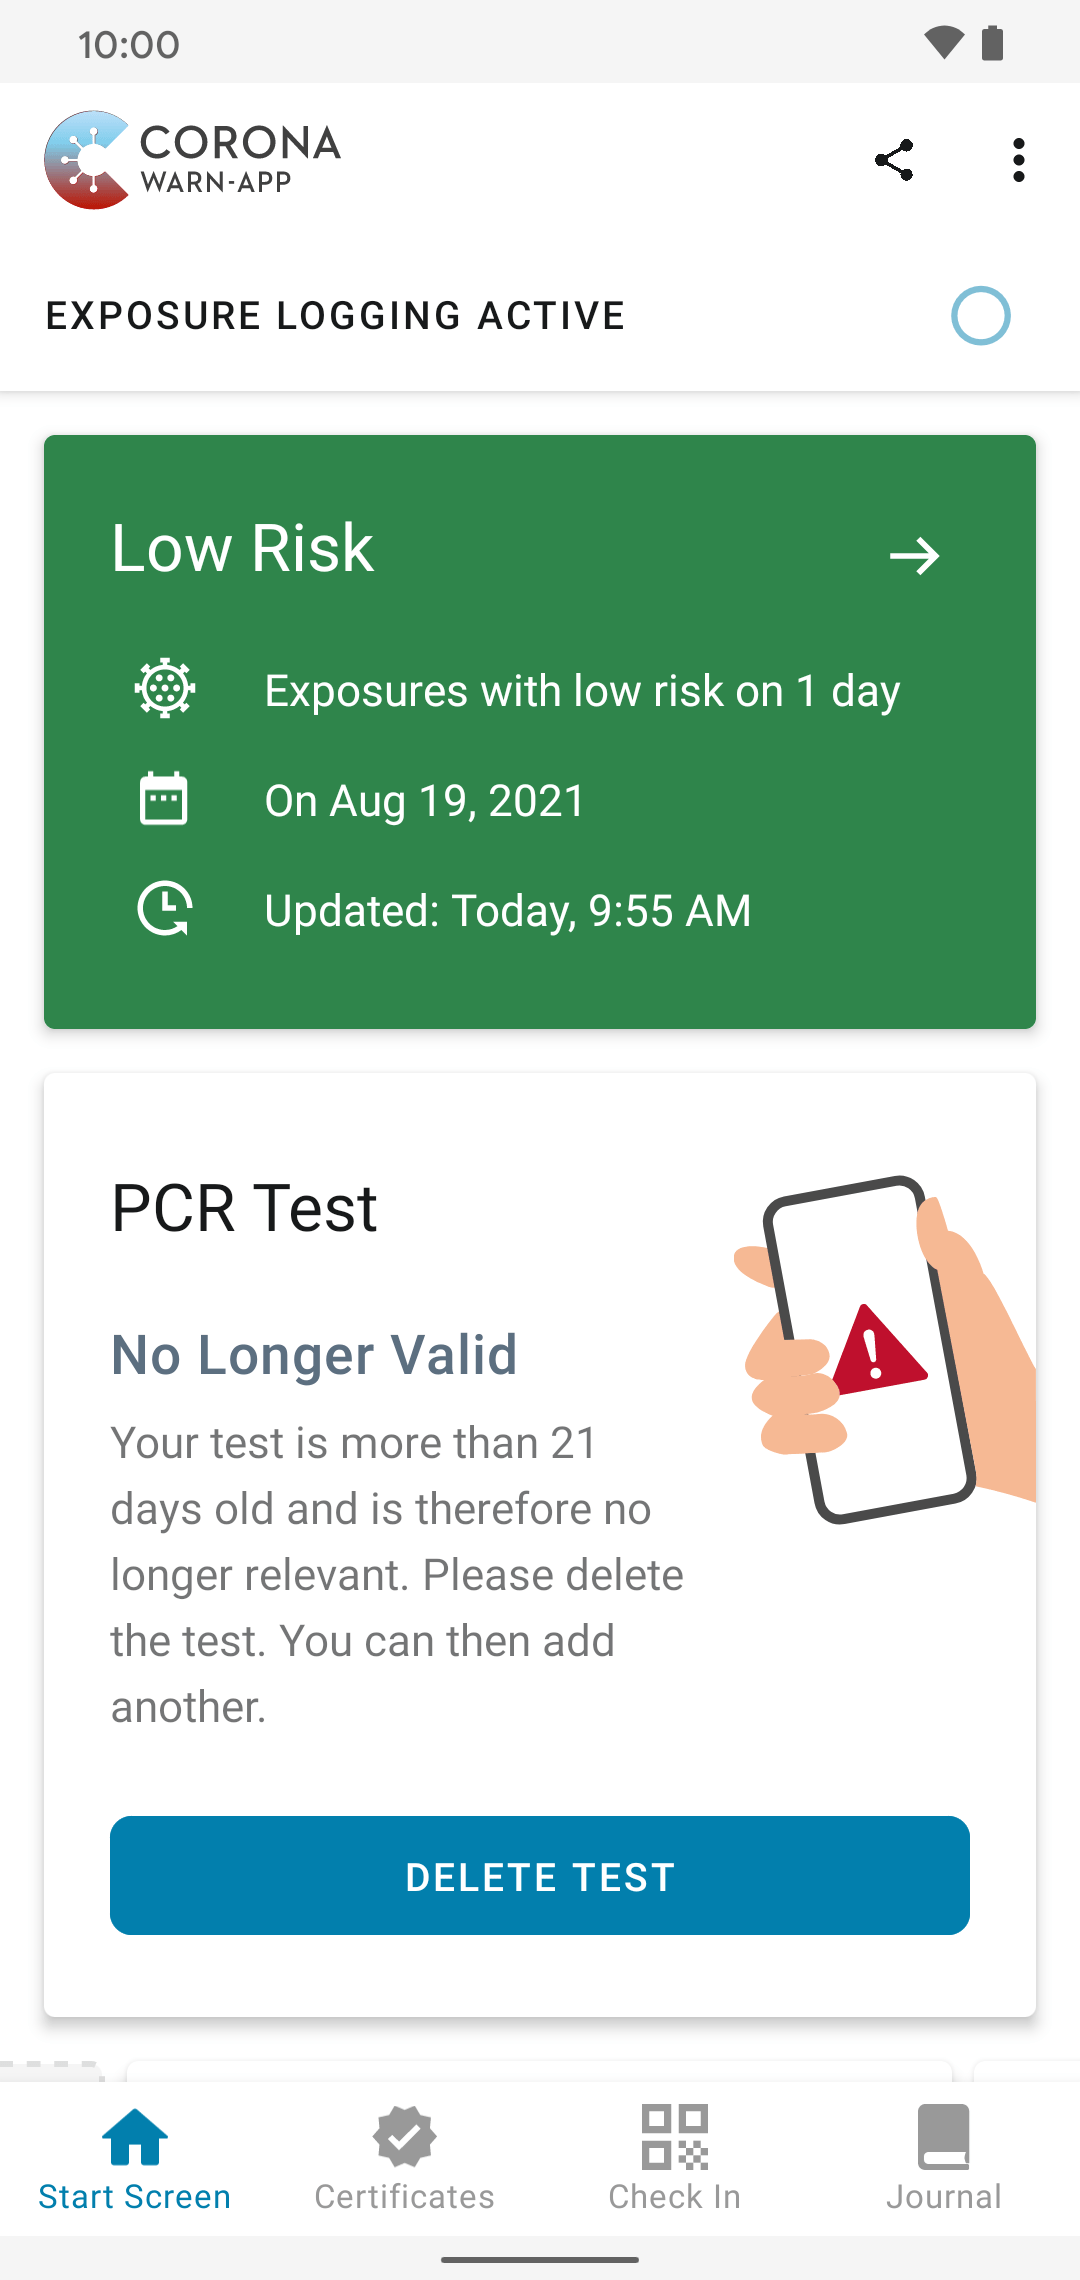 10:00
CORONA
WARN-APP
EXPOSURE LOGGING ACTIVE
Low Risk
Exposures with low risk on 1 day
On Aug 19, 2021
Updated: Today, 9:55 AM
PCR Test
No Longer Valid
Your test is more than 21
days old and is therefore no
longer relevant. Please delete
the test. You can then add
another.
DELETE TEST
Start Screen
Certificates
Check In
Journal